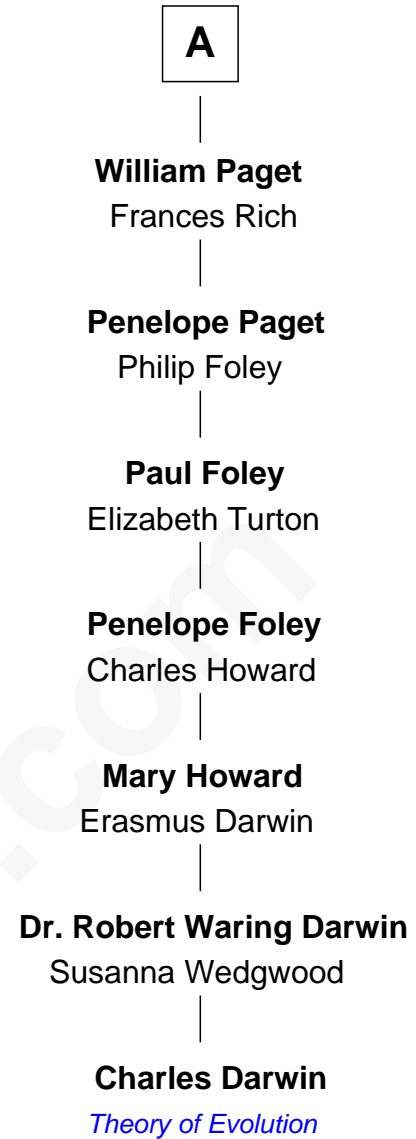 A
William Paget
Frances Rich
Penelope Paget
Philip Foley
Paul Foley
Elizabeth Turton
Penelope Foley
Charles Howard
Mary Howard
Erasmus Darwin
Dr. Robert Waring Darwin
Susanna Wedgwood
Charles Darwin
Theory of Evolution
.com